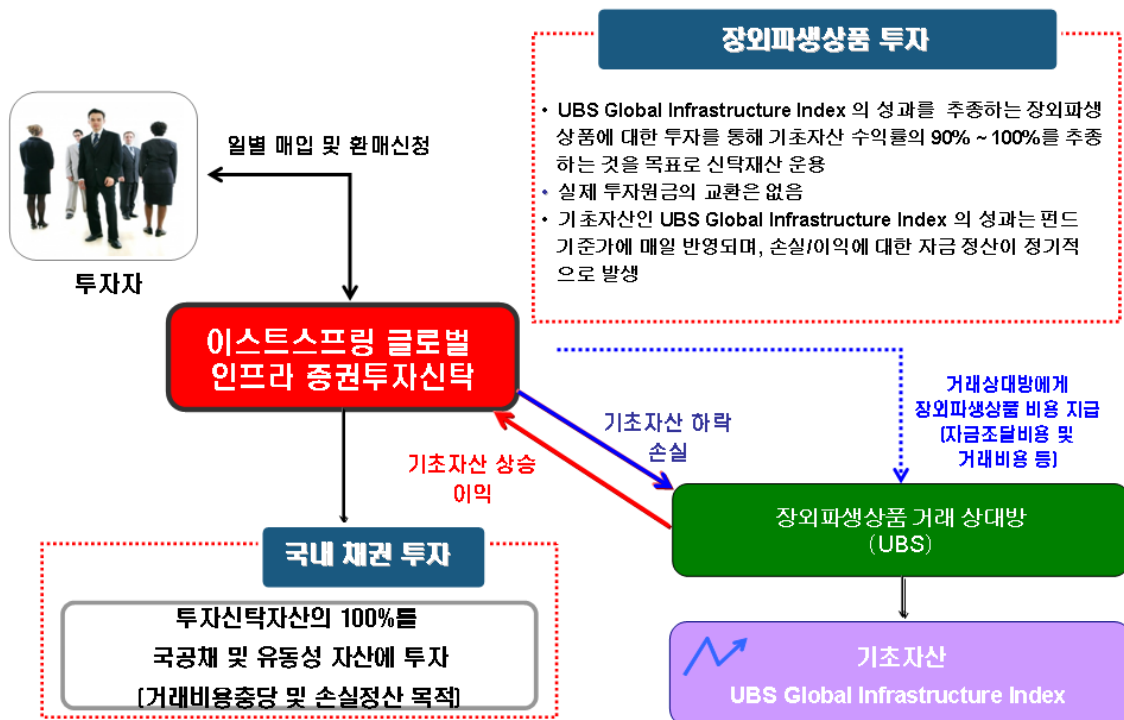 장외파생상품 투자
• UBS Global Infrastructure Index 의 성과를 추종하는 장외파생
상품에 대한 투자를 통해 기초자산 수익률의 90% ~ 100%를 추종
하는 것을 목표로 신탁재산 운용
• 실제 투자원금의 교환은 없음
• 기초자산인 UBS Global Infrastructure Index 의 성과는 펀드
기준가에 매일 반영되며, 손실/이익에 대한 자금 정산이 정기적
으로 발생
일별 매입 및 환매신청
투자자
이스트스프링 글로벌
인프라 증권투자신탁
거래상대방에게
장외파생상품 비용 지급
(자금조달비용 및
거래비용 등)
기초자산 하락
손실
기초자산 상승
이익
장외파생상품 거래 상대방
(UBS)
국내 채권 투자
투자신탁자산의 100%를
국공채 및 유동성 자산에 투자
(거래비용충당 및 손실정산 목적)
기초자산
UBS Global Infrastructure Index